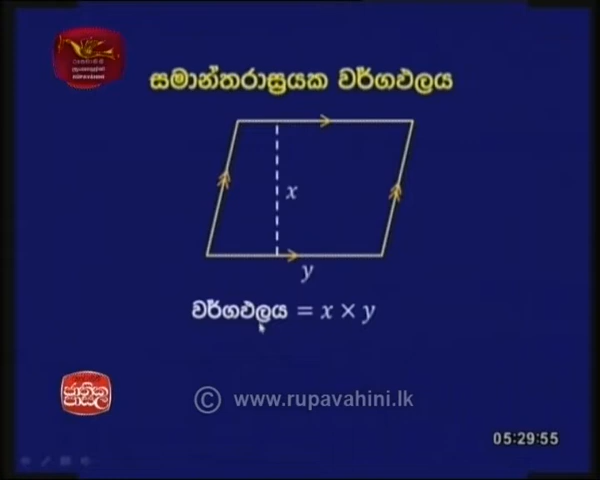 සමාන්තරාස්‍රයක වර්ගඵලය
x
y
වර්ගඵලය = x × y
© www.rupavahini.lk
05:29:55